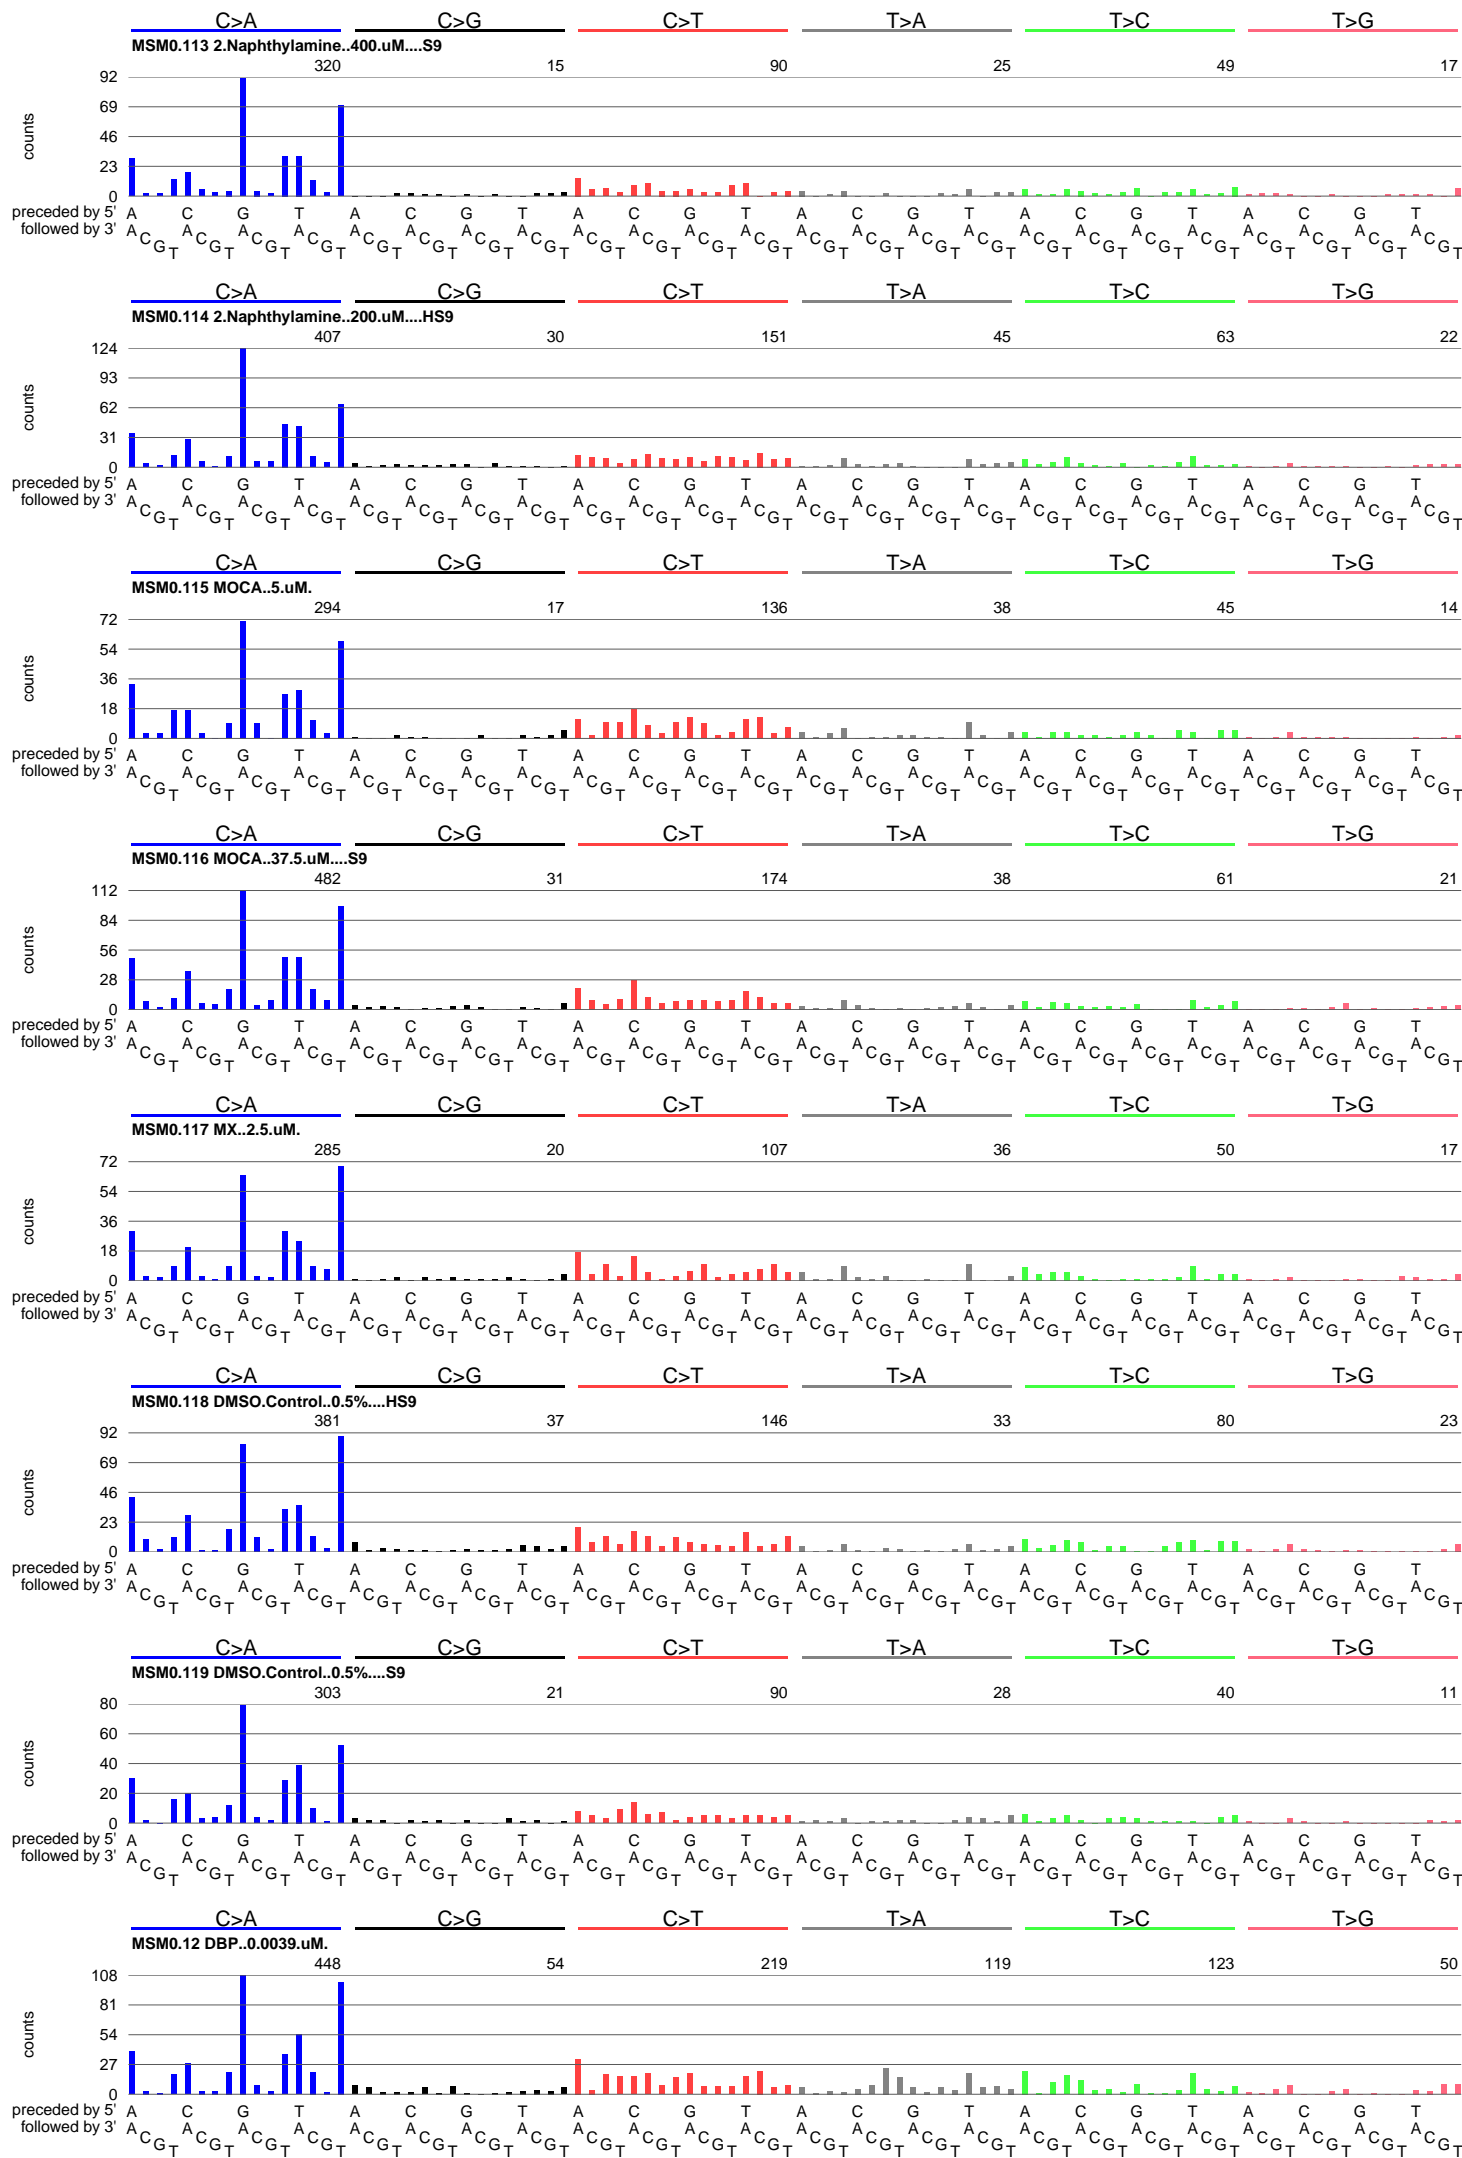 C>A C>G C>T T>A T>C T>G
MSM0.113 2.Naphthylamine..400.uM....S9
320 15 90 25 49 17
92
69
46
23
0
counts
preceded by 5' A C G T A C G T A C G T A C G T A C G T A C G T
followed by 3' A C G T A C G T A C G T A C G T A C G T A C G T A C G T A C G T A C G T A C G T A C G T A C G T A C G T A C G T A C G T A C G T A C G T A C G T A C G T A C G T A C G T A C G T A C G T A C G T
C>A C>G C>T T>A T>C T>G
MSM0.114 2.Naphthylamine..200.uM....HS9
407 30 151 45 63 22
124
93
62
31
0
counts
preceded by 5' A C G T A C G T A C G T A C G T A C G T A C G T
followed by 3' A C G T A C G T A C G T A C G T A C G T A C G T A C G T A C G T A C G T A C G T A C G T A C G T A C G T A C G T A C G T A C G T A C G T A C G T A C G T A C G T A C G T A C G T A C G T A C G T
C>A C>G C>T T>A T>C T>G
MSM0.115 MOCA..5.uM.
294 17 136 38 45 14
72
54
36
18
0
counts
preceded by 5' A C G T A C G T A C G T A C G T A C G T A C G T
followed by 3' A C G T A C G T A C G T A C G T A C G T A C G T A C G T A C G T A C G T A C G T A C G T A C G T A C G T A C G T A C G T A C G T A C G T A C G T A C G T A C G T A C G T A C G T A C G T A C G T
C>A C>G C>T T>A T>C T>G
MSM0.116 MOCA..37.5.uM....S9
482 31 174 38 61 21
112
84
56
28
0
counts
preceded by 5' A C G T A C G T A C G T A C G T A C G T A C G T
followed by 3' A C G T A C G T A C G T A C G T A C G T A C G T A C G T A C G T A C G T A C G T A C G T A C G T A C G T A C G T A C G T A C G T A C G T A C G T A C G T A C G T A C G T A C G T A C G T A C G T
C>A C>G C>T T>A T>C T>G
MSM0.117 MX..2.5.uM.
285 20 107 36 50 17
72
54
36
18
0
counts
preceded by 5' A C G T A C G T A C G T A C G T A C G T A C G T
followed by 3' A C G T A C G T A C G T A C G T A C G T A C G T A C G T A C G T A C G T A C G T A C G T A C G T A C G T A C G T A C G T A C G T A C G T A C G T A C G T A C G T A C G T A C G T A C G T A C G T
C>A C>G C>T T>A T>C T>G
MSM0.118 DMSO.Control..0.5%....HS9
381 37 146 33 80 23
92
69
46
23
0
counts
preceded by 5' A C G T A C G T A C G T A C G T A C G T A C G T
followed by 3' A C G T A C G T A C G T A C G T A C G T A C G T A C G T A C G T A C G T A C G T A C G T A C G T A C G T A C G T A C G T A C G T A C G T A C G T A C G T A C G T A C G T A C G T A C G T A C G T
C>A C>G C>T T>A T>C T>G
MSM0.119 DMSO.Control..0.5%....S9
303 21 90 28 40 11
80
60
40
20
0
counts
preceded by 5' A C G T A C G T A C G T A C G T A C G T A C G T
followed by 3' A C G T A C G T A C G T A C G T A C G T A C G T A C G T A C G T A C G T A C G T A C G T A C G T A C G T A C G T A C G T A C G T A C G T A C G T A C G T A C G T A C G T A C G T A C G T A C G T
C>A C>G C>T T>A T>C T>G
MSM0.12 DBP..0.0039.uM.
448 54 219 119 123 50
108
81
54
27
0
counts
preceded by 5' A C G T A C G T A C G T A C G T A C G T A C G T
followed by 3' A C G T A C G T A C G T A C G T A C G T A C G T A C G T A C G T A C G T A C G T A C G T A C G T A C G T A C G T A C G T A C G T A C G T A C G T A C G T A C G T A C G T A C G T A C G T A C G T